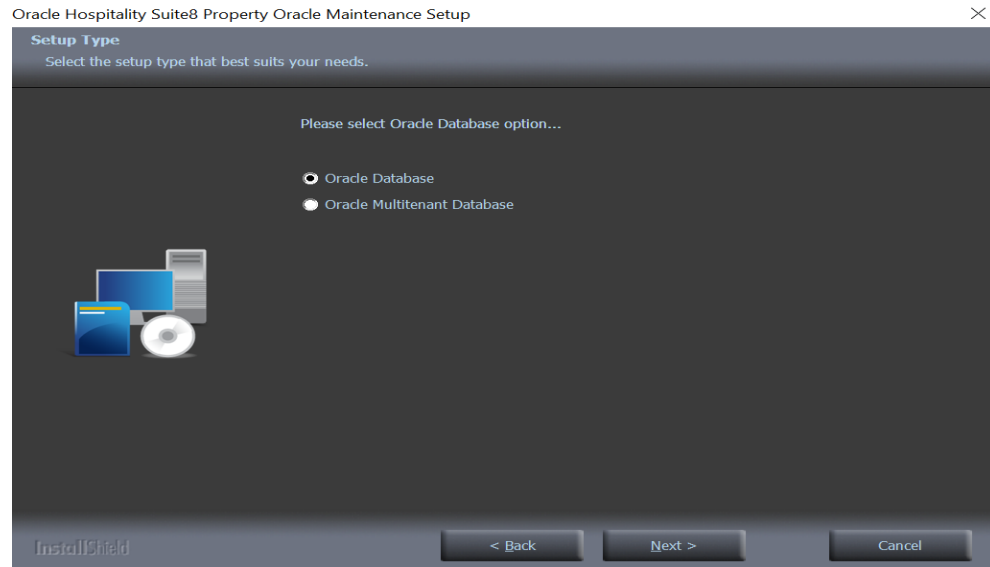 Oracle Hospitality Suite8 Property Oracle Maintenance Setup
Setup Type
Select the setup type that best suits your needs.
Please select Oracle Database option...
Oracle Database
Oracle Multitenant Database
InstallShield
< Back
Next >
Cancel